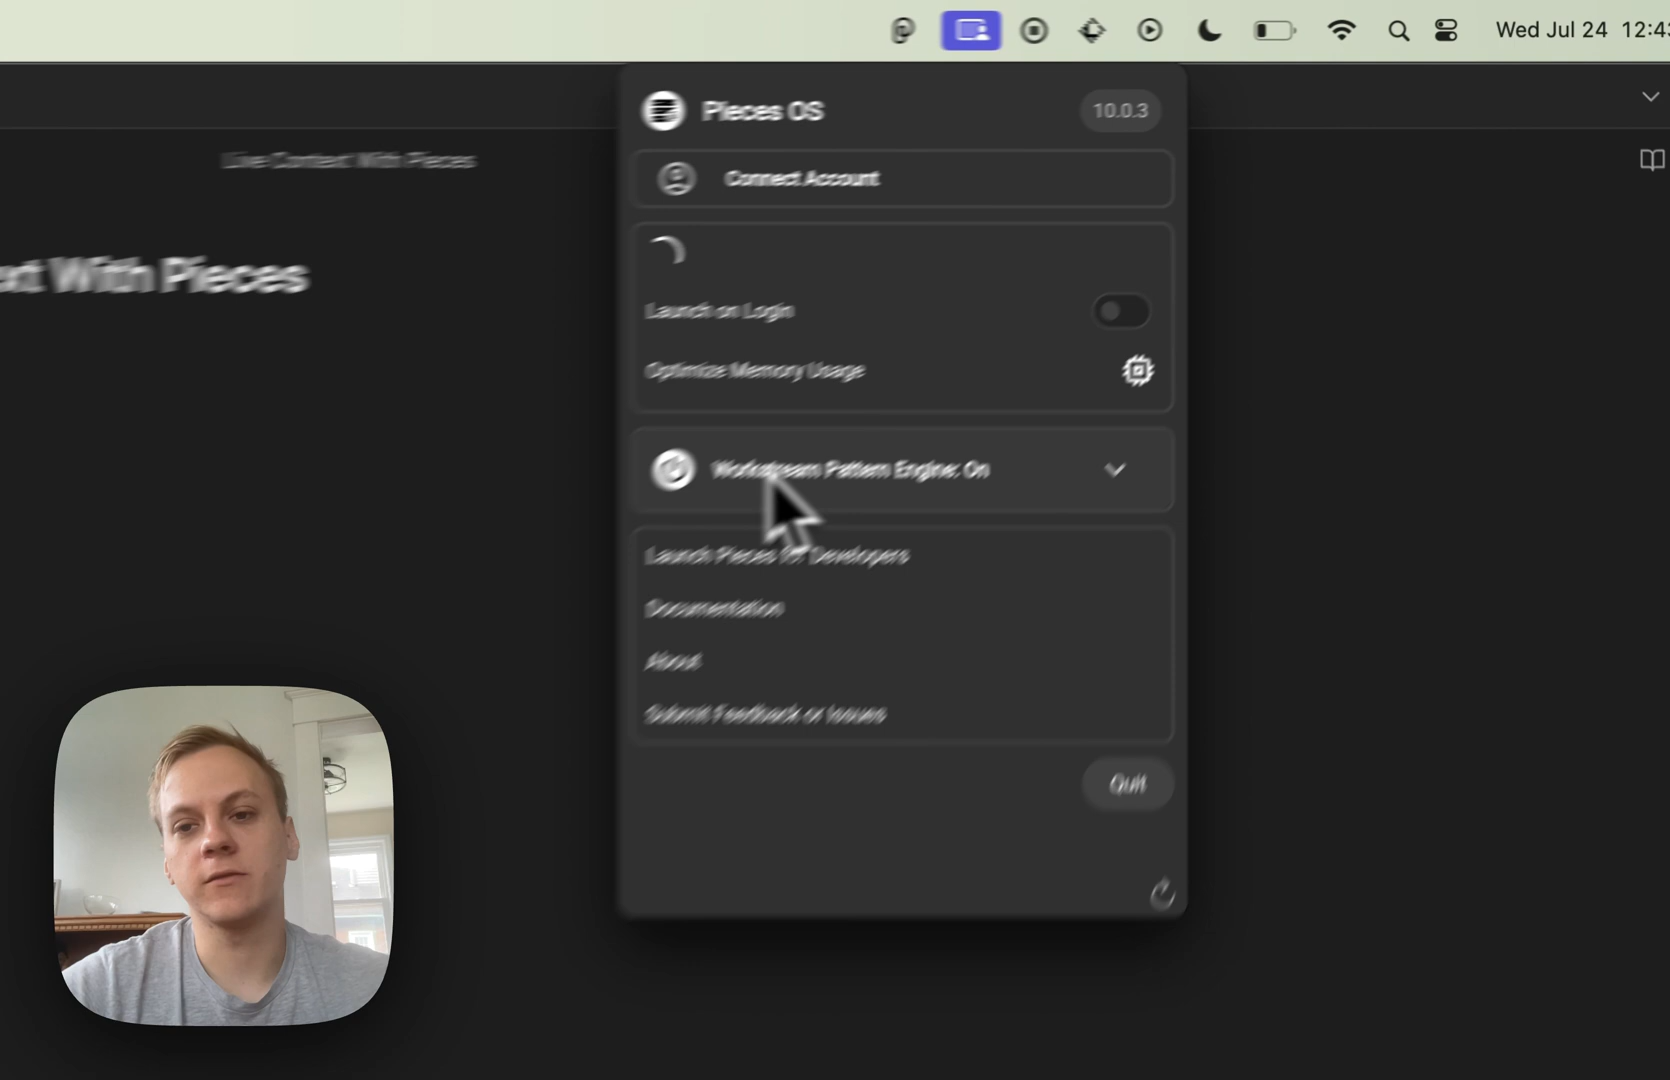 Wed Jul 24 12:43
Pieces OS
10.0.3
Live Context With Pieces
Connect Account
ext With Pieces
Launch on Login
Optimize Memory Usage
Workstream Pattern Engine: On
Launch Pieces for Developers
Documentation
About
Submit Feedback or Issues
Quit